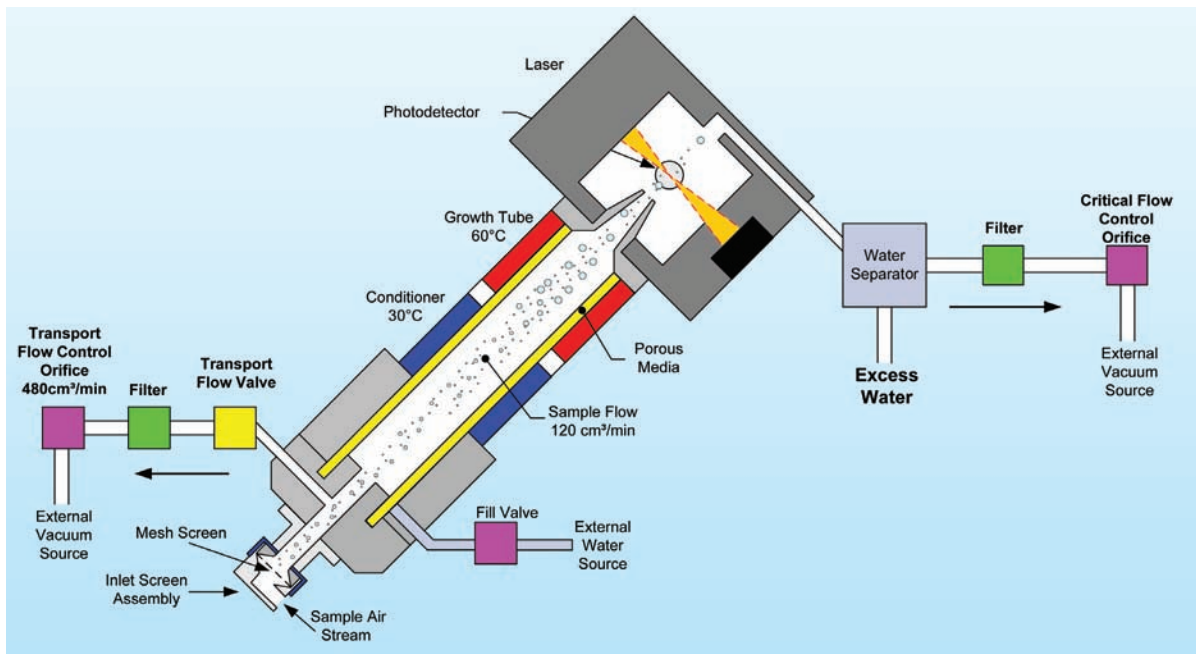 Laser
Photodetector
Growth Tube
60°C
Conditioner
30°C
Transport
Flow Control
Orifice
480cm³/min
Filter
Transport
Flow Valve
External
Vacuum
Source
Mesh Screen
Inlet Screen
Assembly
Sample Air
Stream
Fill Valve
External
Water
Source
Sample Flow
120 cm³/min
Porous
Media
Water
Separator
Excess
Water
Filter
Critical Flow
Control
Orifice
External
Vacuum
Source